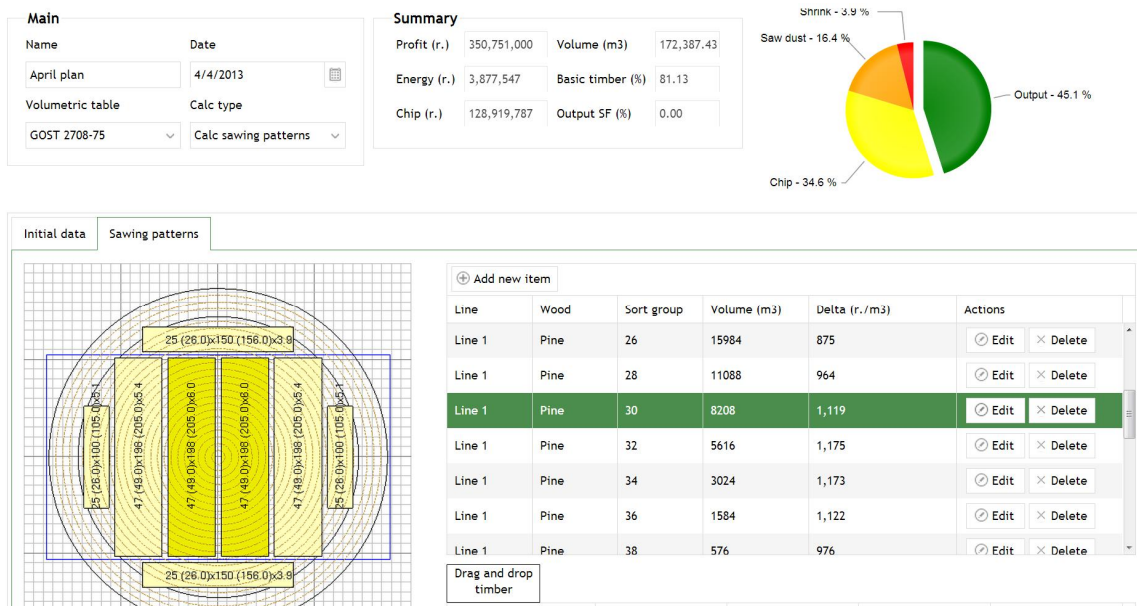 Main
Name Date
April plan 4/4/2013
Volumetric table Calc type
GOST 2708-75 Calc sawing patterns
Summary
Profit (r.) 350,751,000 Volume (m3) 172,387.43
Energy (r.) 3,877,547 Basic timber (%) 81.13
Chip (r.) 128,919,787 Output SF (%) 0.00
Shrink - 3.9 %
Saw dust - 16.4 %
Output - 45.1 %
Chip - 34.6 %
Initial data Sawing patterns
25 (26.0)x150 (156.0)x3.9
25 (26.0)x100 (105.0)x5.1
47 (49.0)x198 (205.0)x5.4
47 (49.0)x198 (205.0)x6.0
47 (49.0)x198 (205.0)x6.0
47 (49.0)x198 (205.0)x5.4
25 (26.0)x100 (105.0)x5.1
25 (26.0)x150 (156.0)x3.9
Add new item
Line Wood Sort group Volume (m3) Delta (r./m3) Actions
Line 1 Pine 26 15984 875 Edit Delete
Line 1 Pine 28 11088 964 Edit Delete
Line 1 Pine 30 8208 1,119 Edit Delete
Line 1 Pine 32 5616 1,175 Edit Delete
Line 1 Pine 34 3024 1,173 Edit Delete
Line 1 Pine 36 1584 1,122 Edit Delete
Line 1 Pine 38 576 976 Edit Delete
Drag and drop
timber